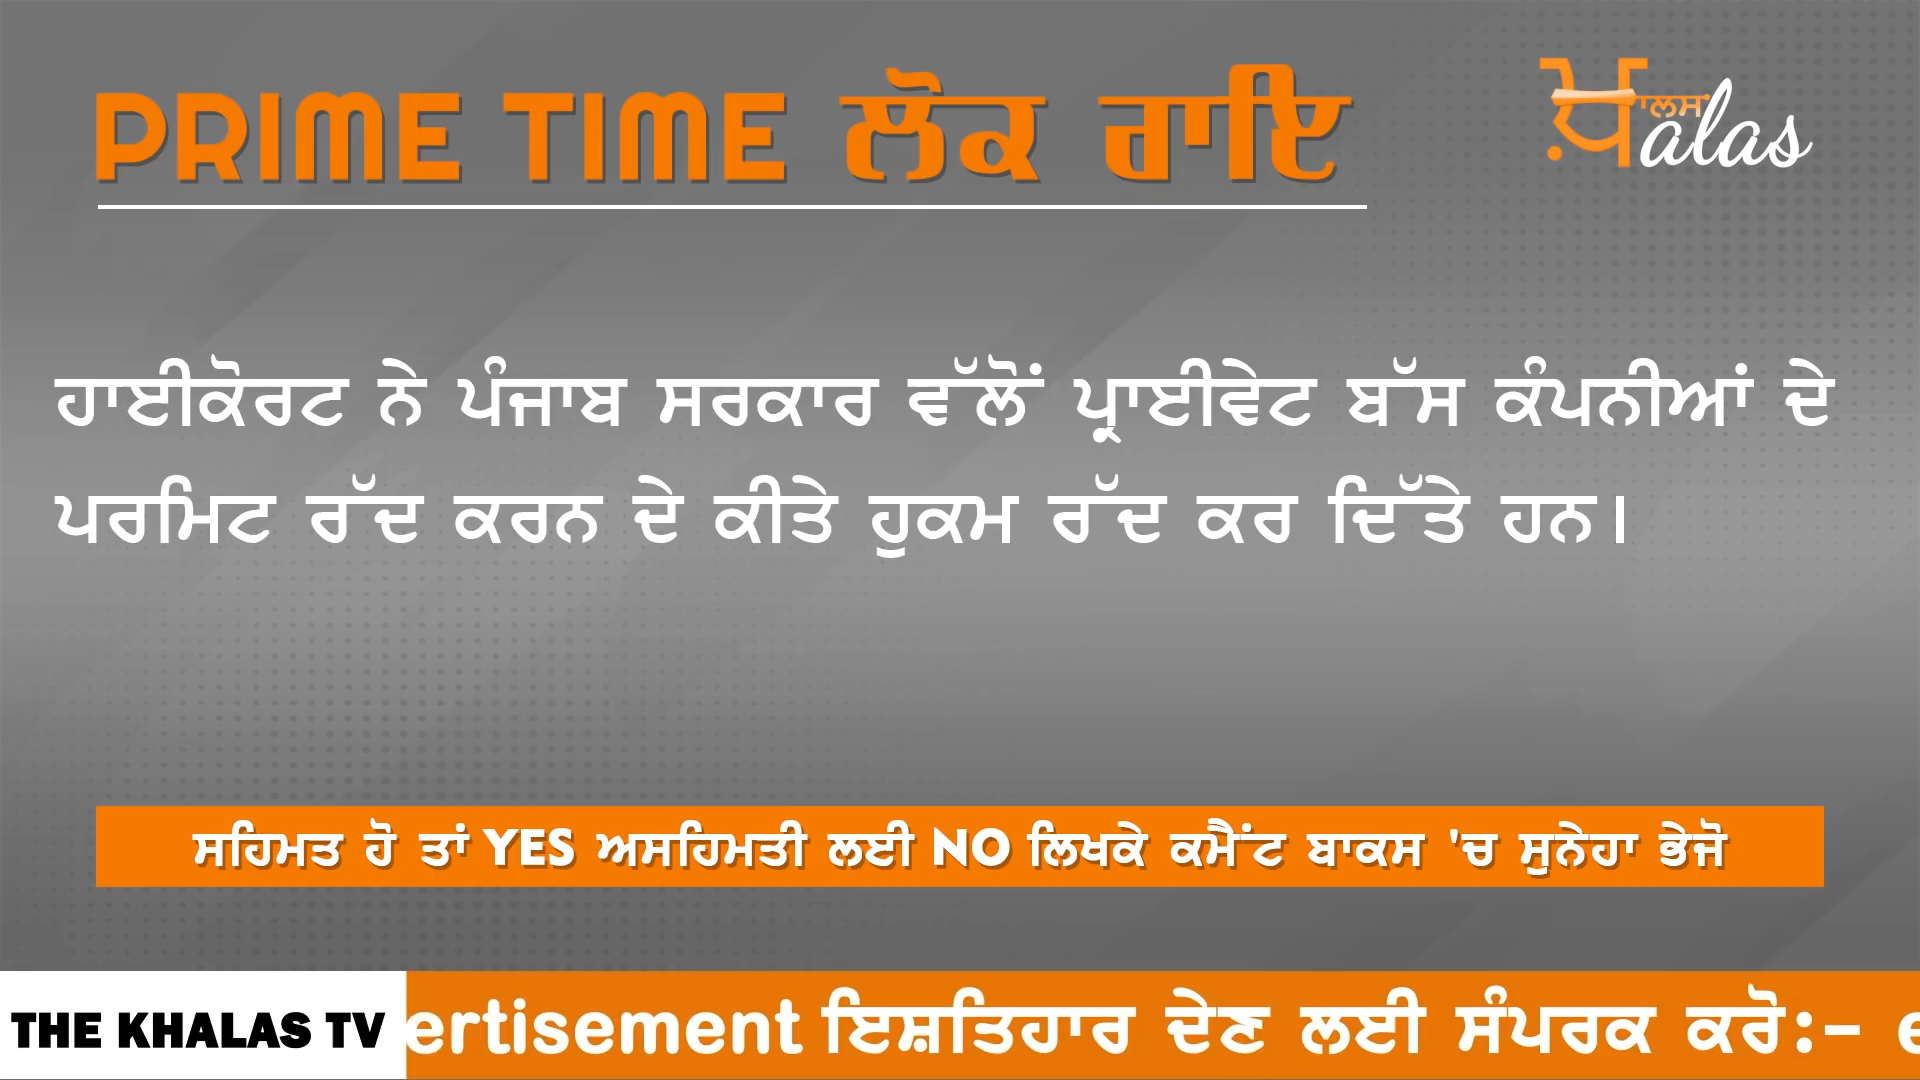 PRIME TIME ਲੋਕ ਰਾਇ
ਖ਼ਾਲਸ alas
ਹਾਈਕੋਰਟ ਨੇ ਪੰਜਾਬ ਸਰਕਾਰ ਵੱਲੋਂ ਪ੍ਰਾਈਵੇਟ ਬੱਸ ਕੰਪਨੀਆਂ ਦੇ
ਪਰਮਿਟ ਰੱਦ ਕਰਨ ਦੇ ਕੀਤੇ ਹੁਕਮ ਰੱਦ ਕਰ ਦਿੱਤੇ ਹਨ।
ਸਹਿਮਤ ਹੋ ਤਾਂ YES ਅਸਹਿਮਤੀ ਲਈ NO ਲਿਖਕੇ ਕਮੈਂਟ ਬਾਕਸ 'ਚ ਸੁਨੇਹਾ ਭੇਜੋ
THE KHALAS TV ertisement ਇਸ਼ਤਿਹਾਰ ਦੇਣ ਲਈ ਸੰਪਰਕ ਕਰੋ:– e